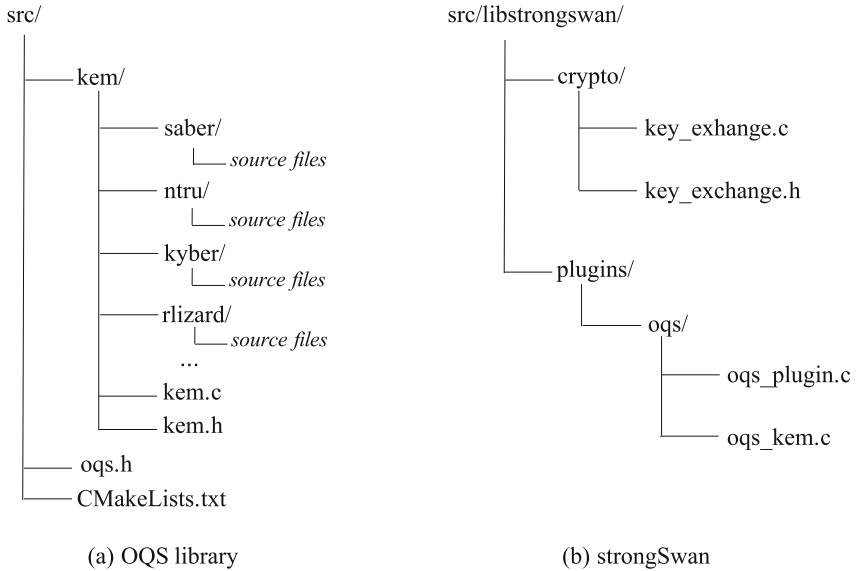 src/
kem/
saber/
source files
ntru/
source files
kyber/
source files
rlizard/
source files
...
kem.c
kem.h
oqs.h
CMakeLists.txt
(a) OQS library
src/libstrongswan/
crypto/
key_exhange.c
key_exchange.h
plugins/
oqs/
oqs_plugin.c
oqs_kem.c
(b) strongSwan